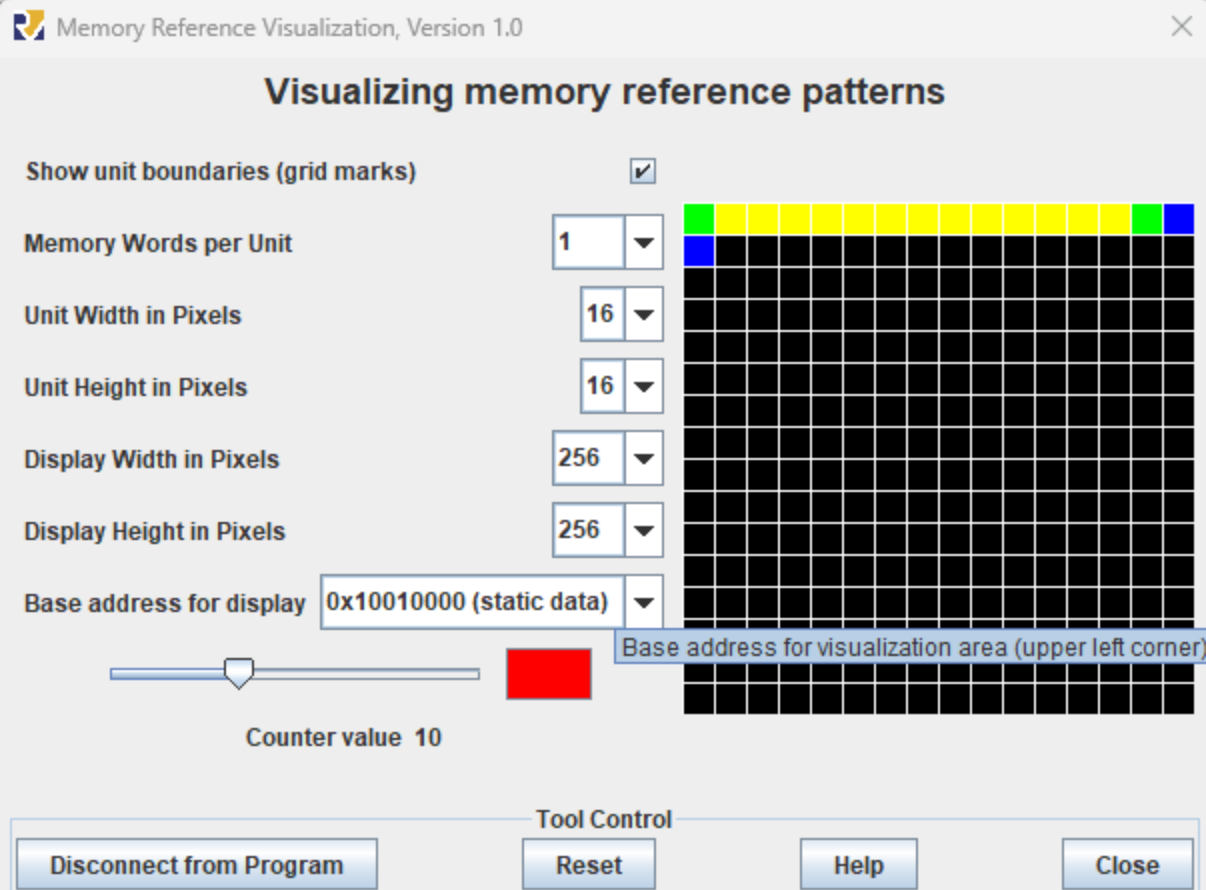 Memory Reference Visualization, Version 1.0
Visualizing memory reference patterns
Show unit boundaries (grid marks)
Memory Words per Unit 1
Unit Width in Pixels 16
Unit Height in Pixels 16
Display Width in Pixels 256
Display Height in Pixels 256
Base address for display 0x10010000 (static data)
Base address for visualization area (upper left corner)
Counter value 10
Tool Control
Disconnect from Program Reset Help Close